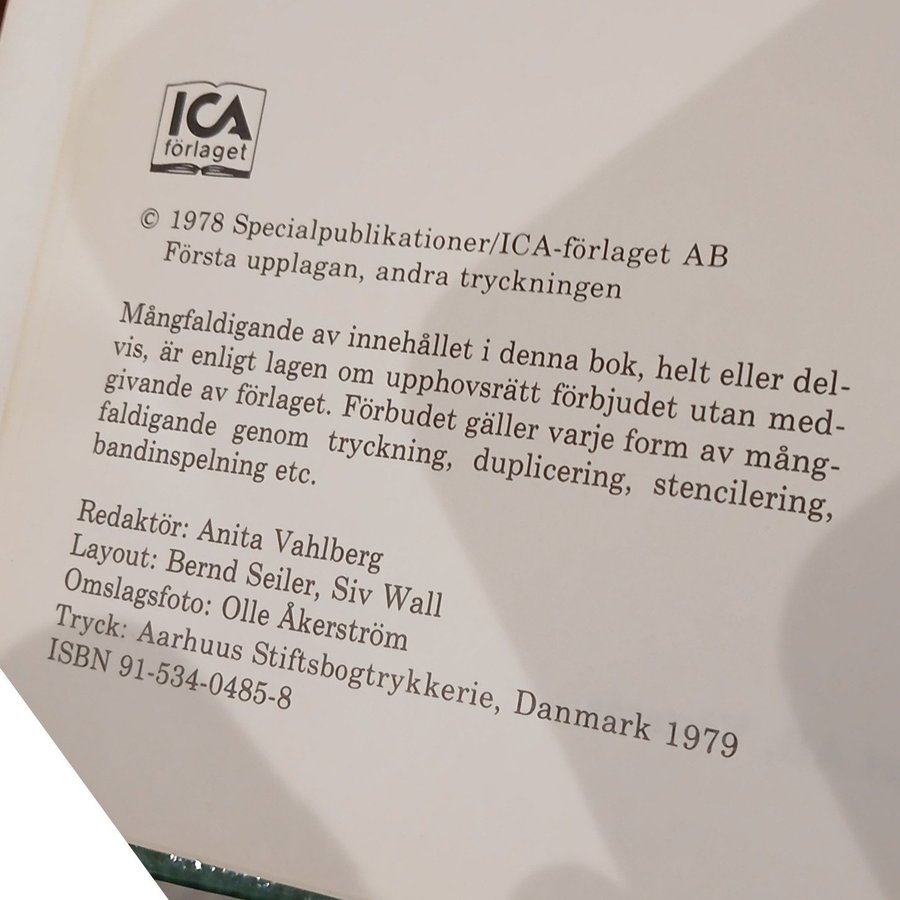 ICA
förlaget
© 1978 Specialpublikationer/ICA-förlaget AB
Första upplagan, andra tryckningen
Mångfaldigande av innehållet i denna bok, helt eller del-
vis, är enligt lagen om upphovsrätt förbjudet utan med-
givande av förlaget. Förbudet gäller varje form av mång-
faldigande genom tryckning, duplicering, stencilering,
bandinspelning etc.
Redaktör: Anita Vahlberg
Layout: Bernd Seiler, Siv Wall
Omslagsfoto: Olle Åkerström
Tryck: Aarhuus Stiftsbogtrykkerie, Danmark 1979
ISBN 91-534-0485-8